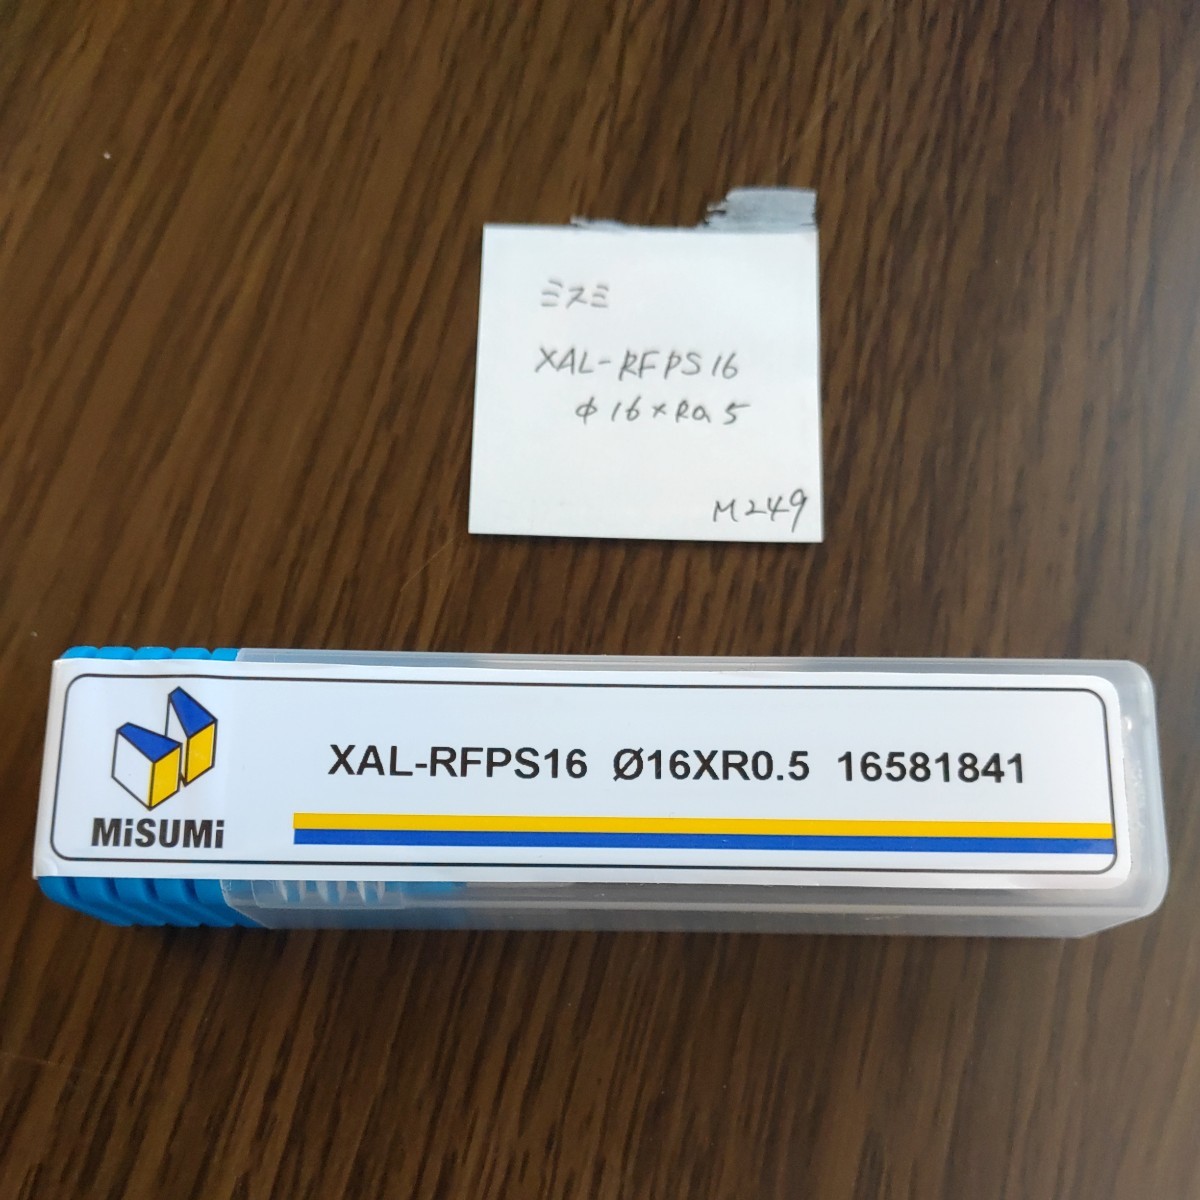 ミスミ
XAL-RFPS16
φ16×R0.5
M249
XAL-RFPS16 Ø16XR0.5 16581841
MiSUMi